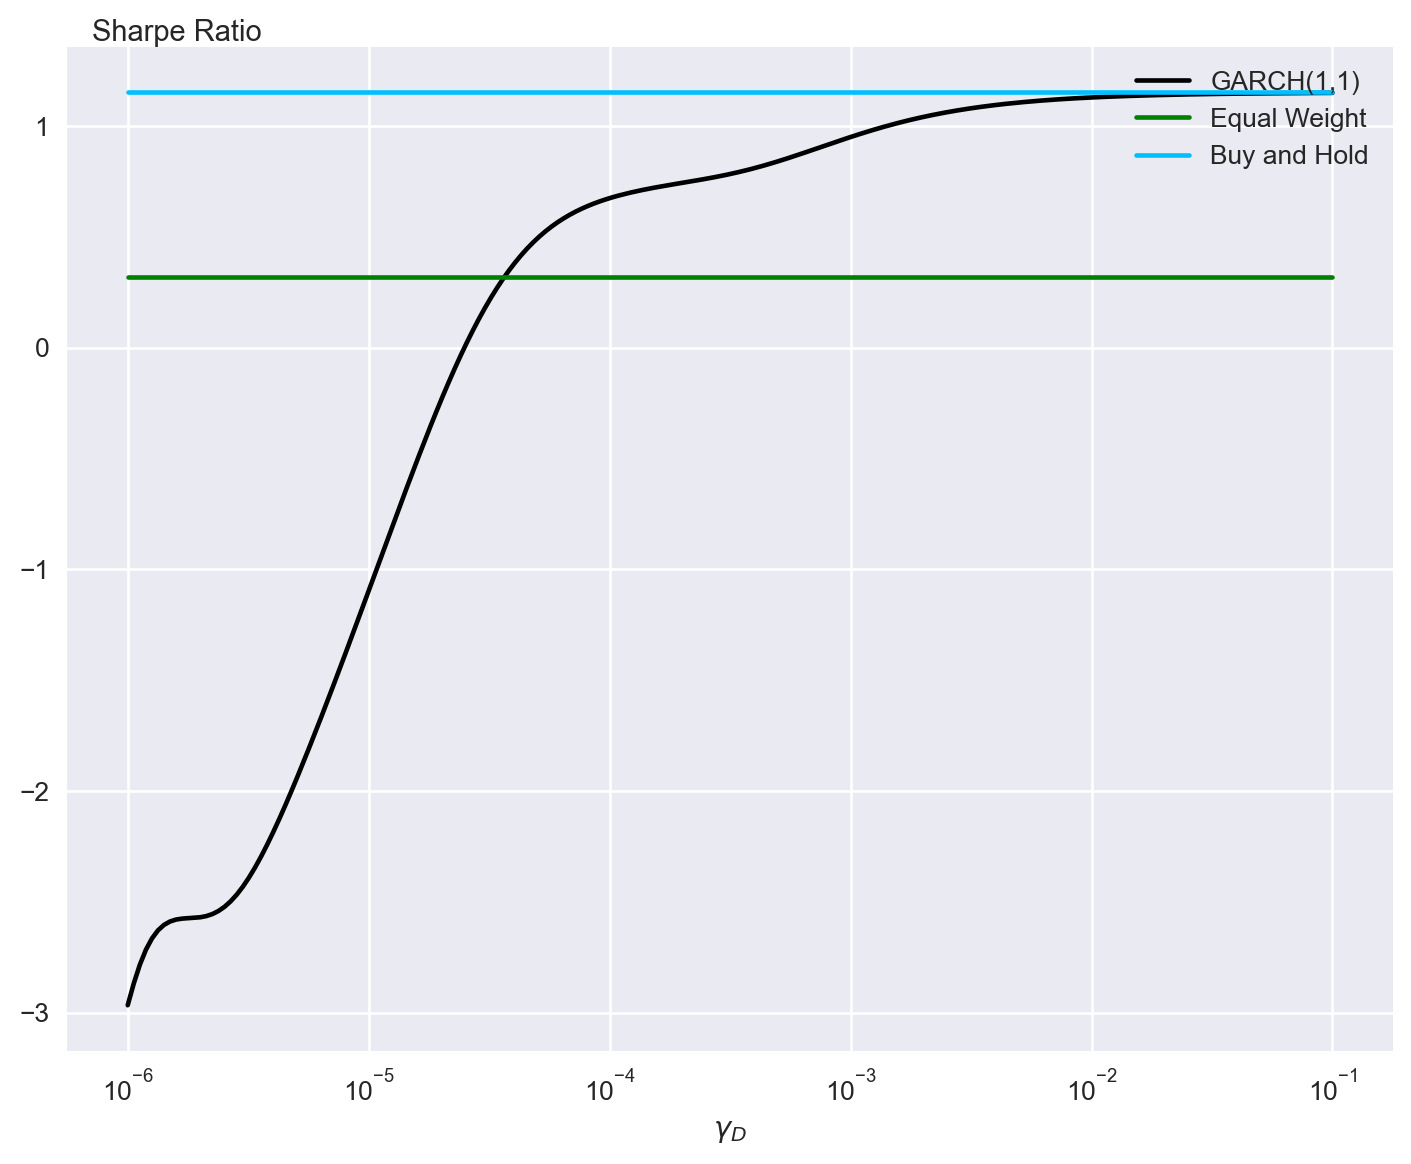 Sharpe Ratio
GARCH(1,1)
Equal Weight
Buy and Hold
1
0
−1
−2
−3
10⁻⁶ 10⁻⁵ 10⁻⁴ 10⁻³ 10⁻² 10⁻¹
γ_D